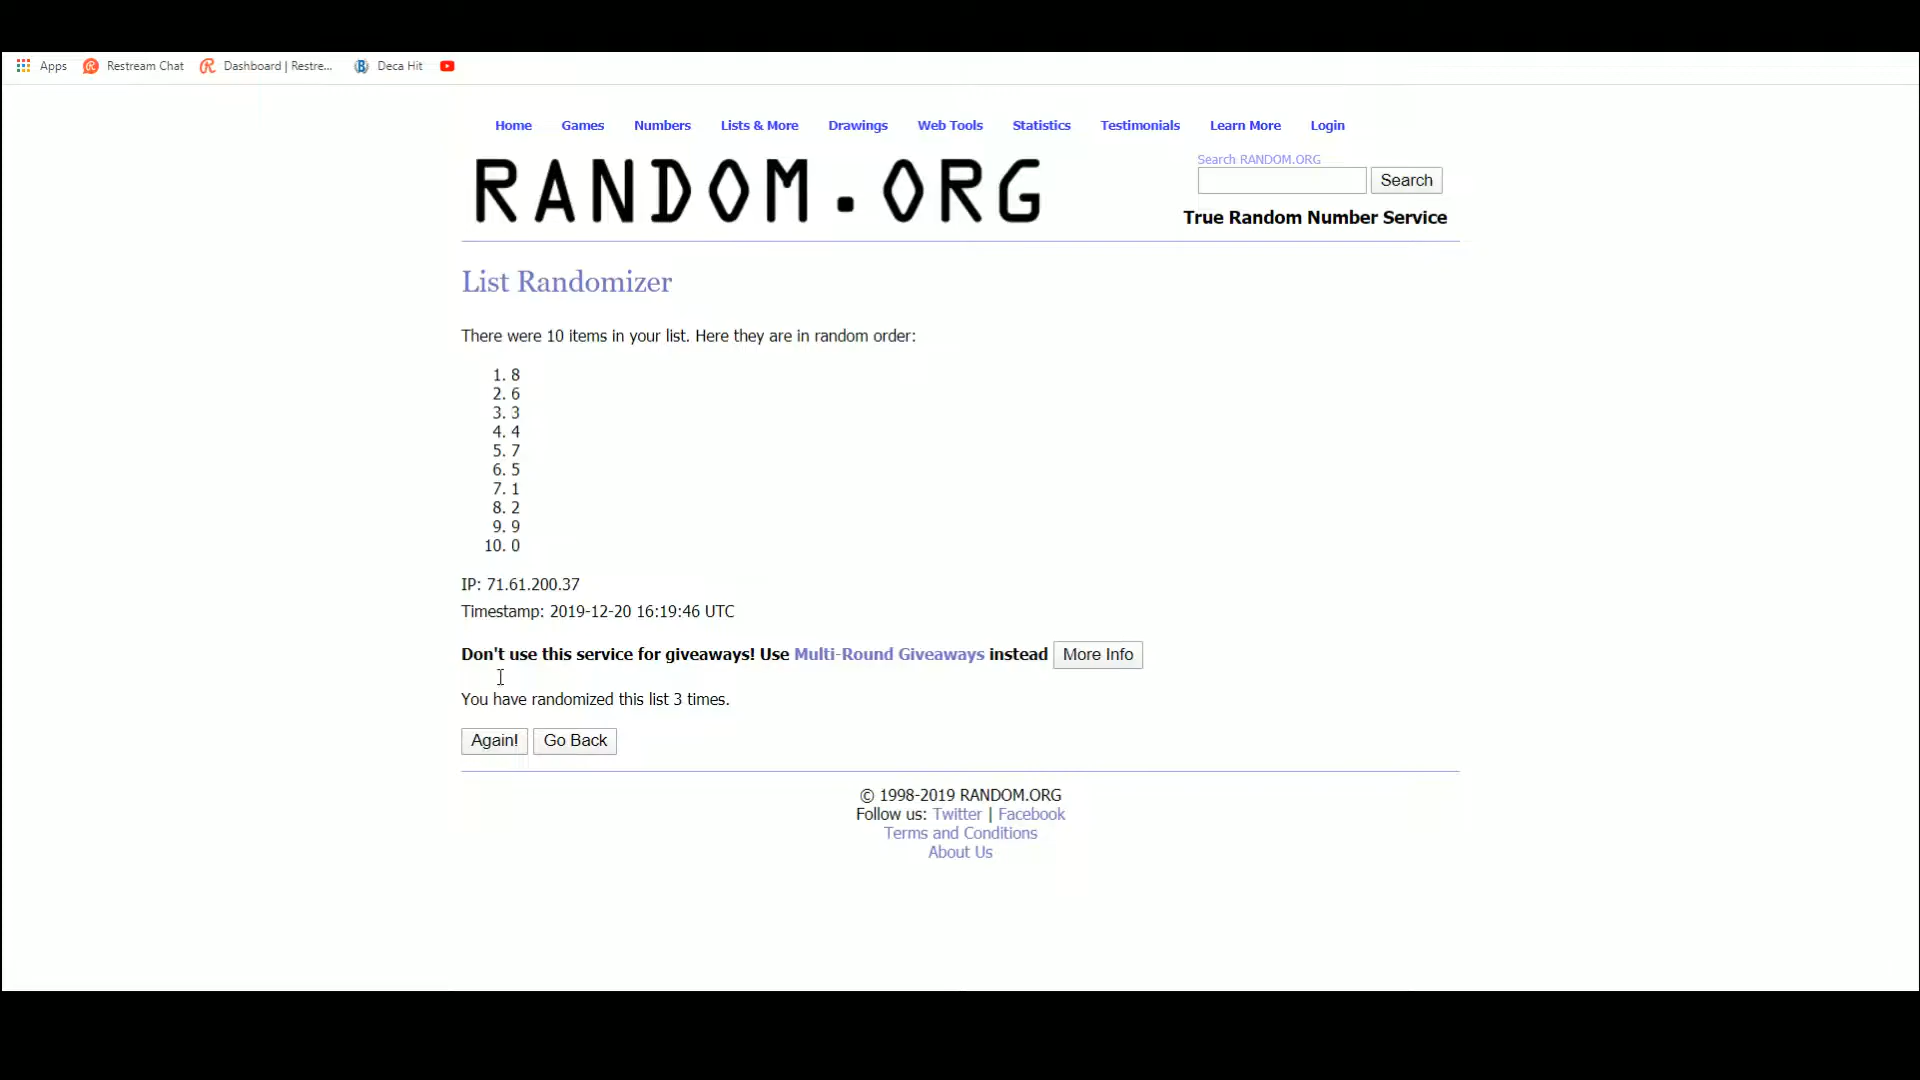 Apps Restream Chat Dashboard | Restre... Deca Hit
Home Games Numbers Lists & More Drawings Web Tools Statistics Testimonials Learn More Login
RANDOM.ORG
Search RANDOM.ORG
Search
True Random Number Service
List Randomizer
There were 10 items in your list. Here they are in random order:
1. 8
2. 6
3. 3
4. 4
5. 7
6. 5
7. 1
8. 2
9. 9
10. 0
IP: 71.61.200.37
Timestamp: 2019-12-20 16:19:46 UTC
Don't use this service for giveaways! Use Multi-Round Giveaways instead More Info
You have randomized this list 3 times.
Again! Go Back
© 1998-2019 RANDOM.ORG
Follow us: Twitter | Facebook
Terms and Conditions
About Us